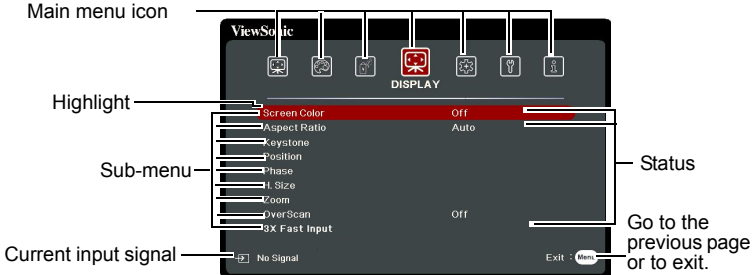 Main menu icon
ViewSonic
DISPLAY
Highlight
Screen Color Off
Aspect Ratio Auto
Keystone
Position
Sub-menu
Phase
Status
H. Size
Zoom
OverScan Off
3X Fast Input
Go to the
previous page
or to exit.
Current input signal
No Signal
Exit : Menu